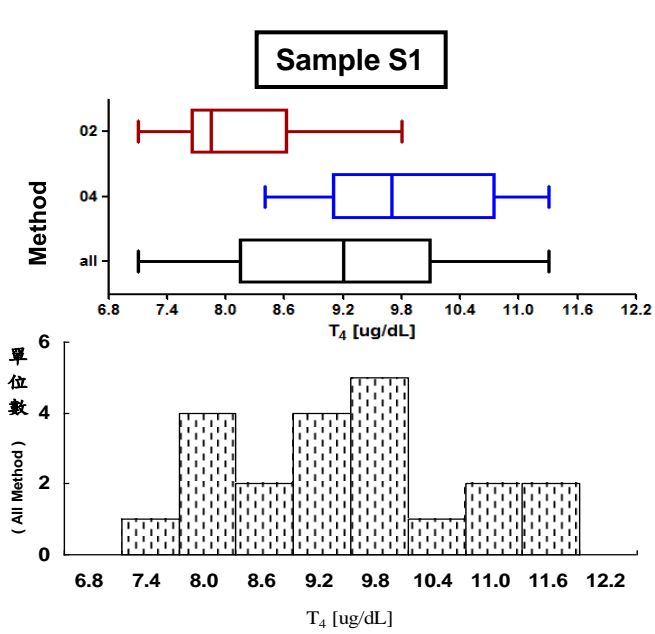 Sample S1
Method
02
04
all
6.8 7.4 8.0 8.6 9.2 9.8 10.4 11.0 11.6 12.2
T4 [ug/dL]
單位數
( All Method )
6
4
2
0
6.8 7.4 8.0 8.6 9.2 9.8 10.4 11.0 11.6 12.2
T4 [ug/dL]